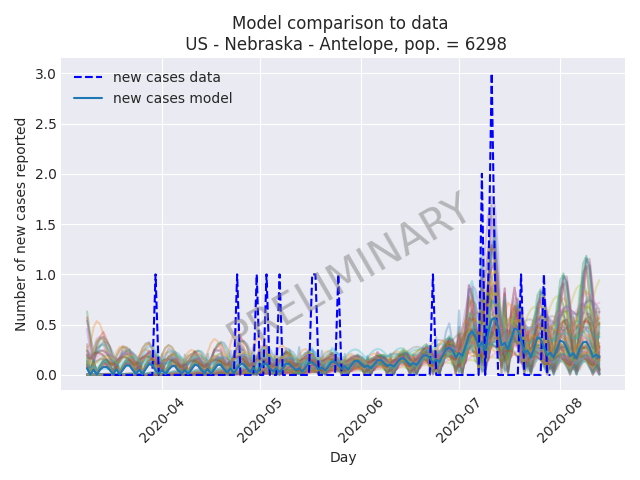 Model comparison to data
US - Nebraska - Antelope, pop. = 6298
new cases data
new cases model
PRELIMINARY
Number of new cases reported
3.0
2.5
2.0
1.5
1.0
0.5
0.0
2020-04
2020-05
2020-06
2020-07
2020-08
Day